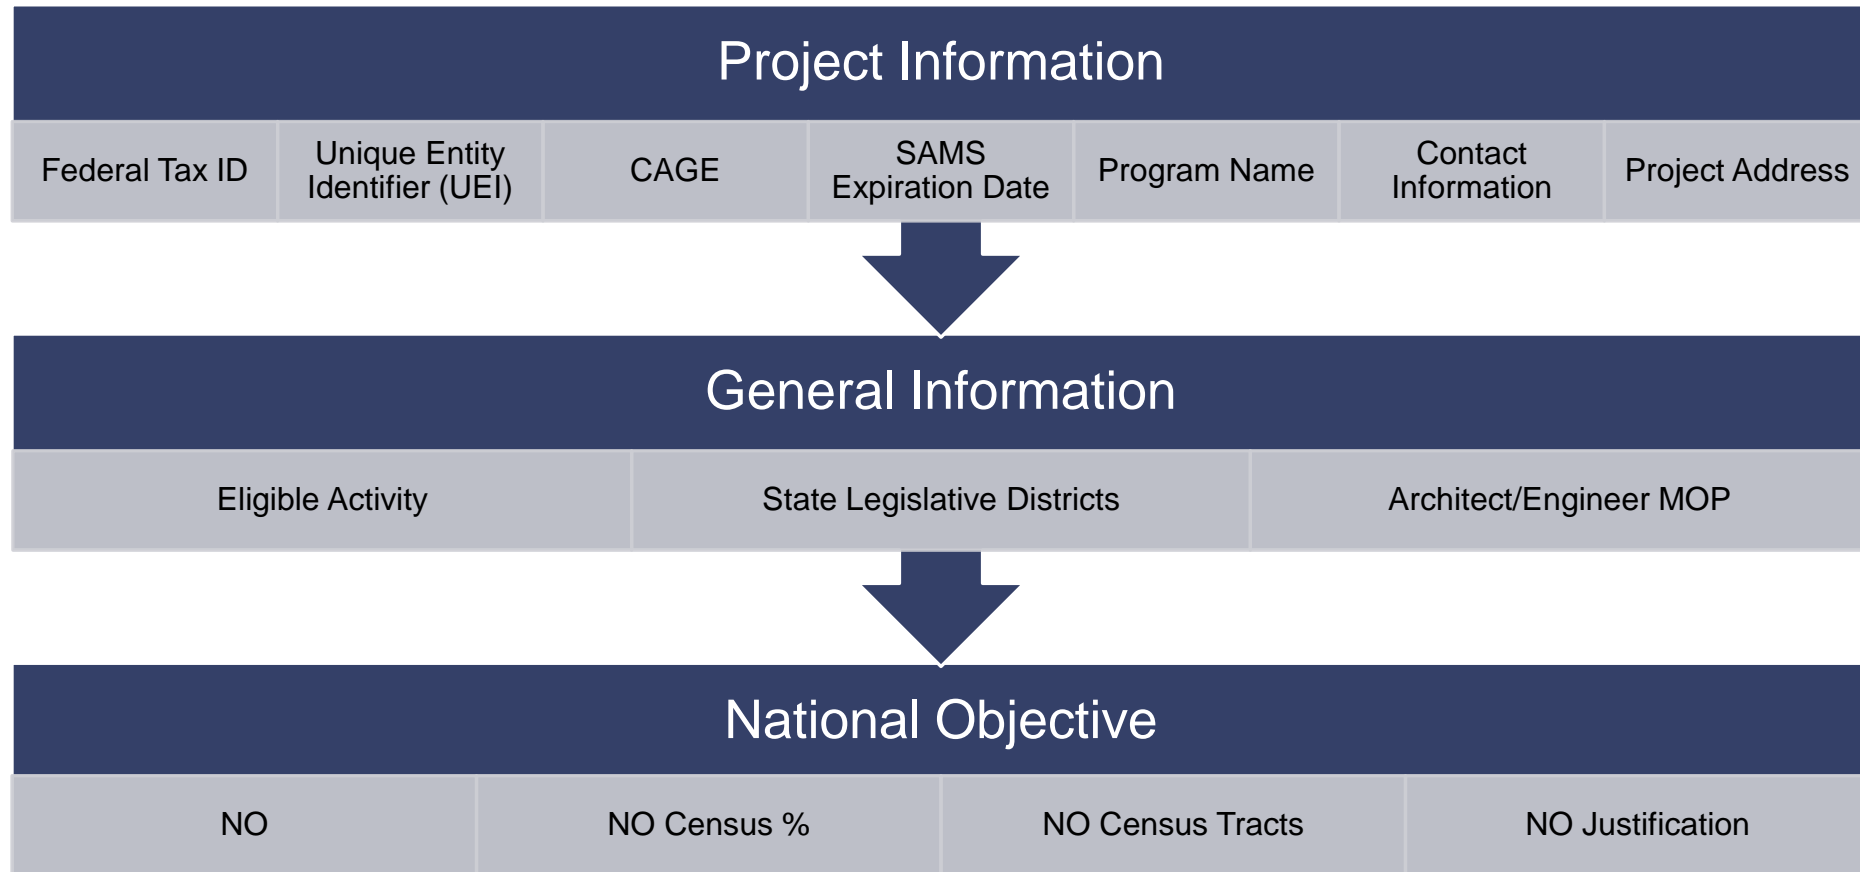 Project Information
Federal Tax ID
Unique Entity
Identifier (UEI)
CAGE
SAMS
Expiration Date
Program Name
Contact
Information
Project Address
General Information
Eligible Activity
State Legislative Districts
Architect/Engineer MOP
National Objective
NO
NO Census %
NO Census Tracts
NO Justification